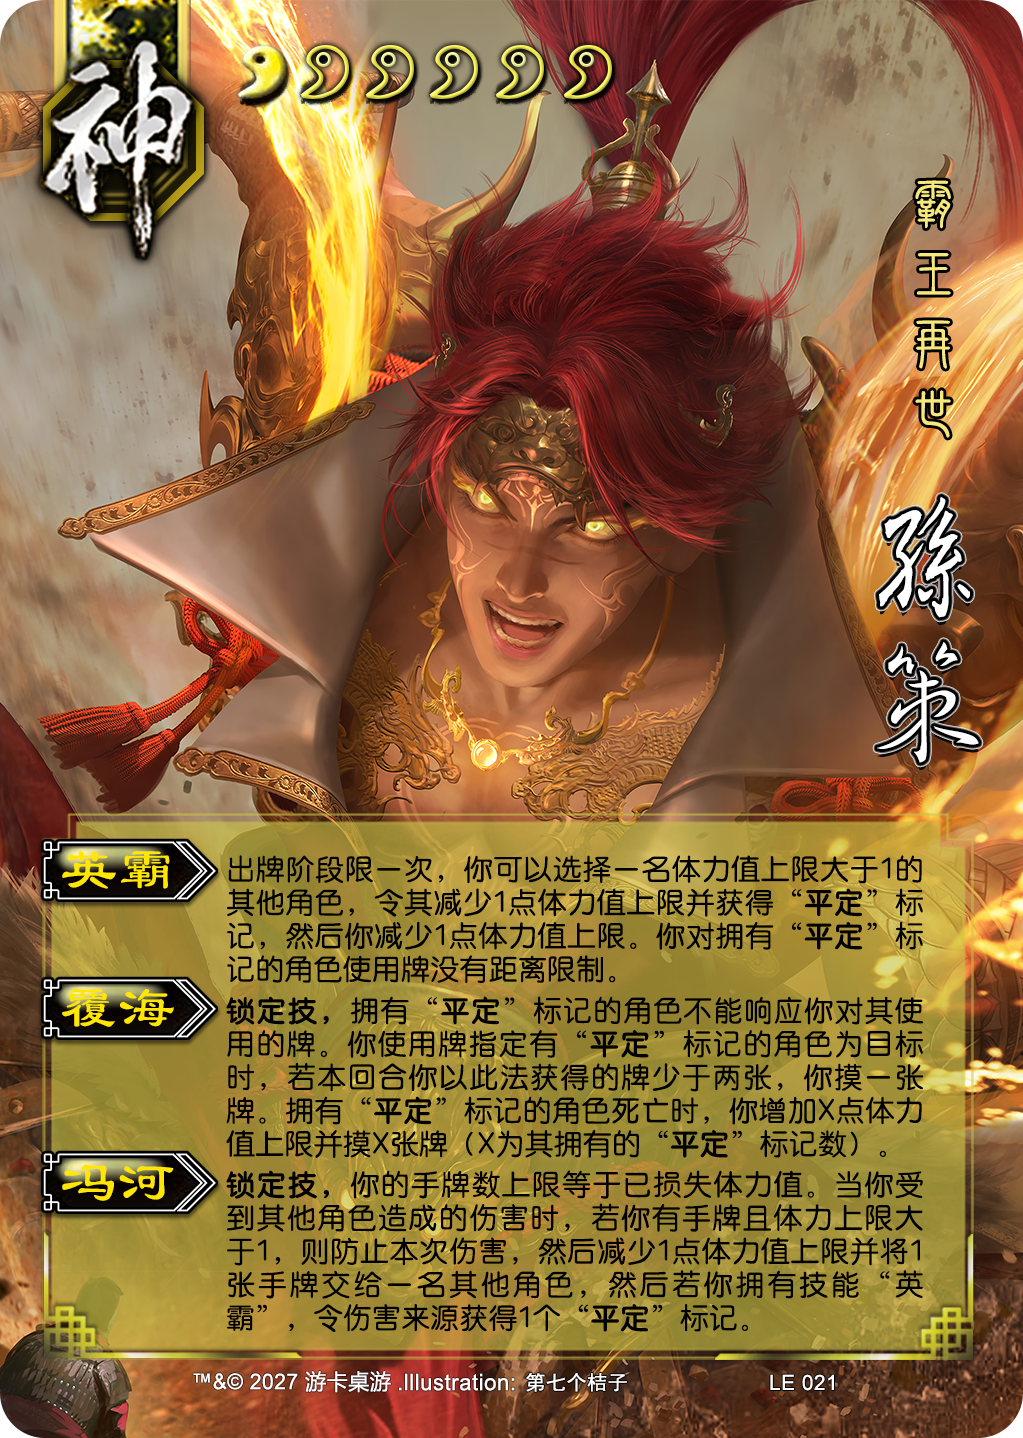 神
霸王再世
孫策
英霸
出牌阶段限一次，你可以选择一名体力值上限大于1的
其他角色，令其减少1点体力值上限并获得“平定”标
记，然后你减少1点体力值上限。你对拥有“平定”标
记的角色使用牌没有距离限制。
覆海
锁定技，拥有“平定”标记的角色不能响应你对其使
用的牌。你使用牌指定有“平定”标记的角色为目标
时，若本回合你以此法获得的牌少于两张，你摸一张
牌。拥有“平定”标记的角色死亡时，你增加X点体力
值上限并摸X张牌（X为其拥有的“平定”标记数）。
冯河
锁定技，你的手牌数上限等于已损失体力值。当你受
到其他角色造成的伤害时，若你有手牌且体力上限大
于1，则防止本次伤害，然后减少1点体力值上限并将1
张手牌交给一名其他角色，然后若你拥有技能“英
霸”，令伤害来源获得1个“平定”标记。
™&© 2027 游卡桌游 .Illustration: 第七个桔子
LE 021